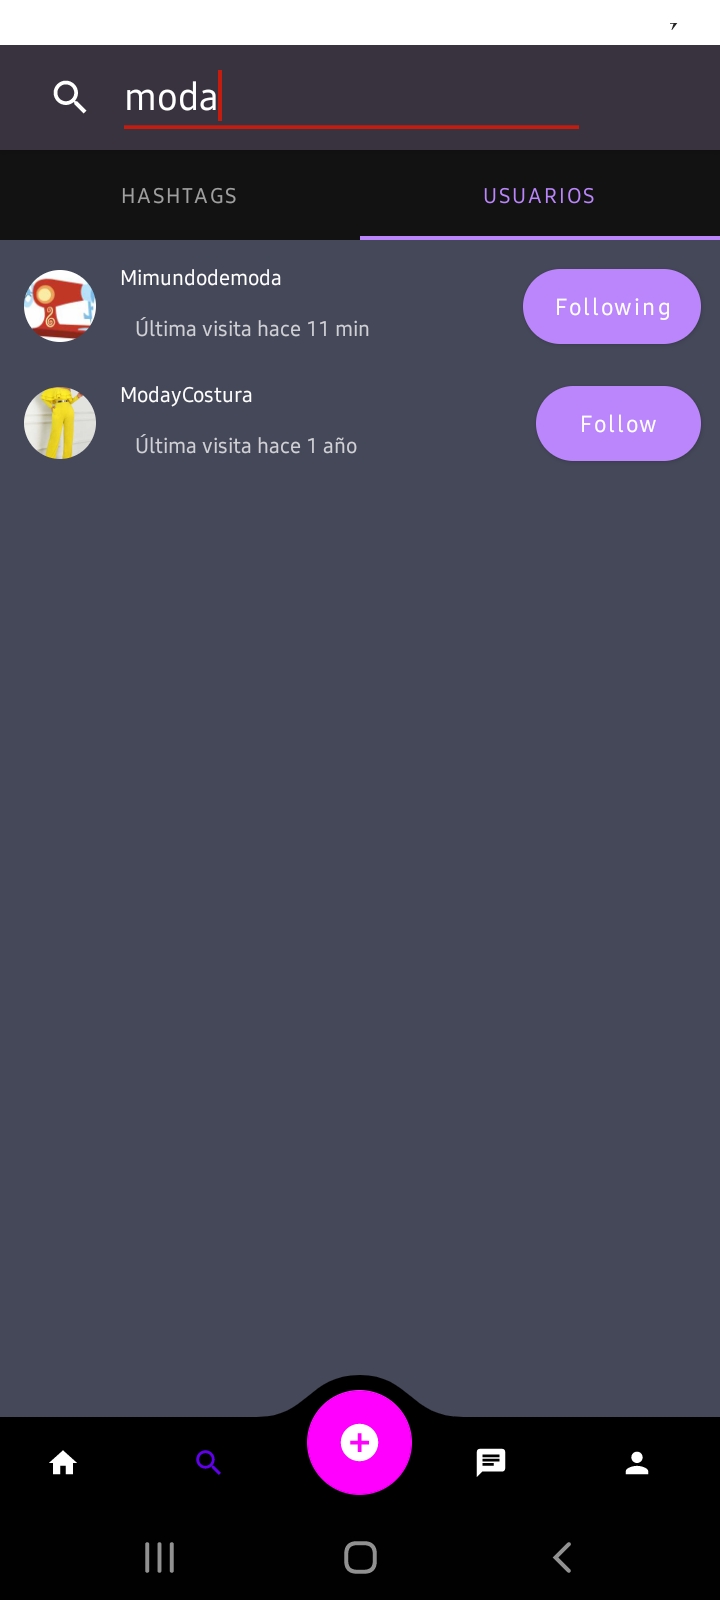 moda
HASHTAGS
USUARIOS
Mimundodemoda
Última visita hace 11 min
Following
ModayCostura
Última visita hace 1 año
Follow